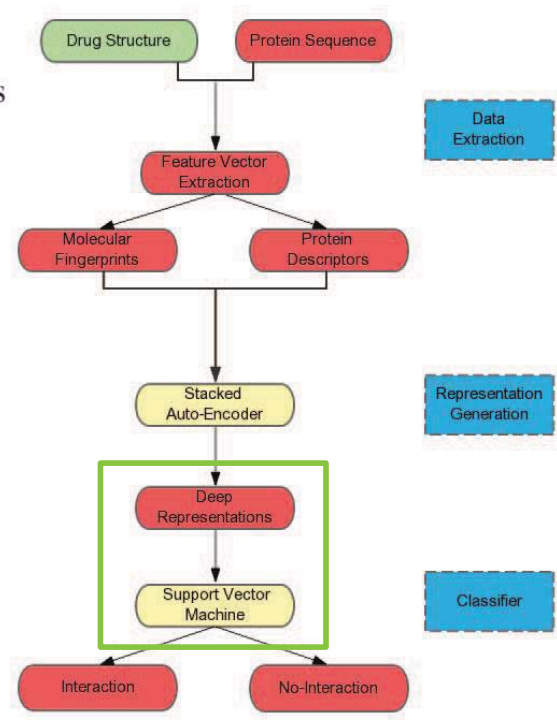 Drug Structure
Protein Sequence
s
Data
Extraction
Feature Vector
Extraction
Molecular
Fingerprints
Protein
Descriptors
Stacked
Auto-Encoder
Representation
Generation
Deep
Representations
Support Vector
Machine
Classifier
Interaction
No-Interaction